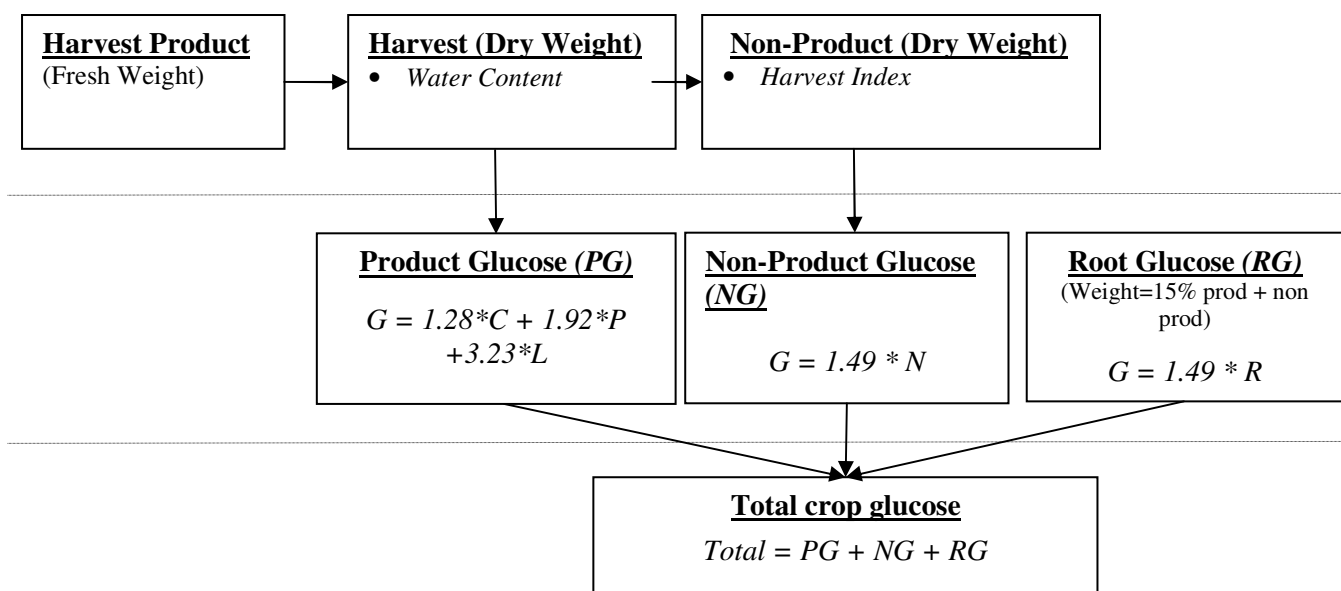 Harvest Product
(Fresh Weight)
Harvest (Dry Weight)
• Water Content
Non-Product (Dry Weight)
• Harvest Index
Product Glucose (PG)
G = 1.28*C + 1.92*P
+3.23*L
Non-Product Glucose
(NG)
G = 1.49 * N
Root Glucose (RG)
(Weight=15% prod + non
prod)
G = 1.49 * R
Total crop glucose
Total = PG + NG + RG